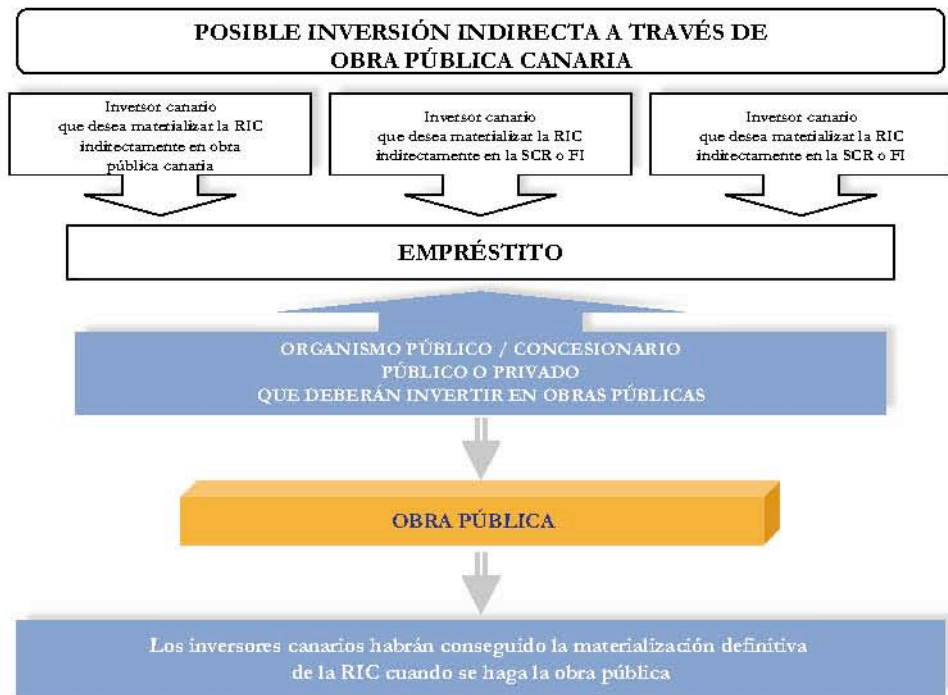 POSIBLE INVERSIÓN INDIRECTA A TRAVÉS DE
OBRA PÚBLICA CANARIA
Inversor canario
que desea materializar la RIC
indirectamente en obra
pública canaria
Inversor canario
que desea materializar la RIC
indirectamente en la SCR o FI
Inversor canario
que desea materializar la RIC
indirectamente en la SCR o FI
EMPRÉSTITO
ORGANISMO PÚBLICO / CONCESIONARIO
PÚBLICO O PRIVADO
QUE DEBERÁN INVERTIR EN OBRAS PÚBLICAS
OBRA PÚBLICA
Los inversores canarios habrán conseguido la materialización definitiva
de la RIC cuando se haga la obra pública